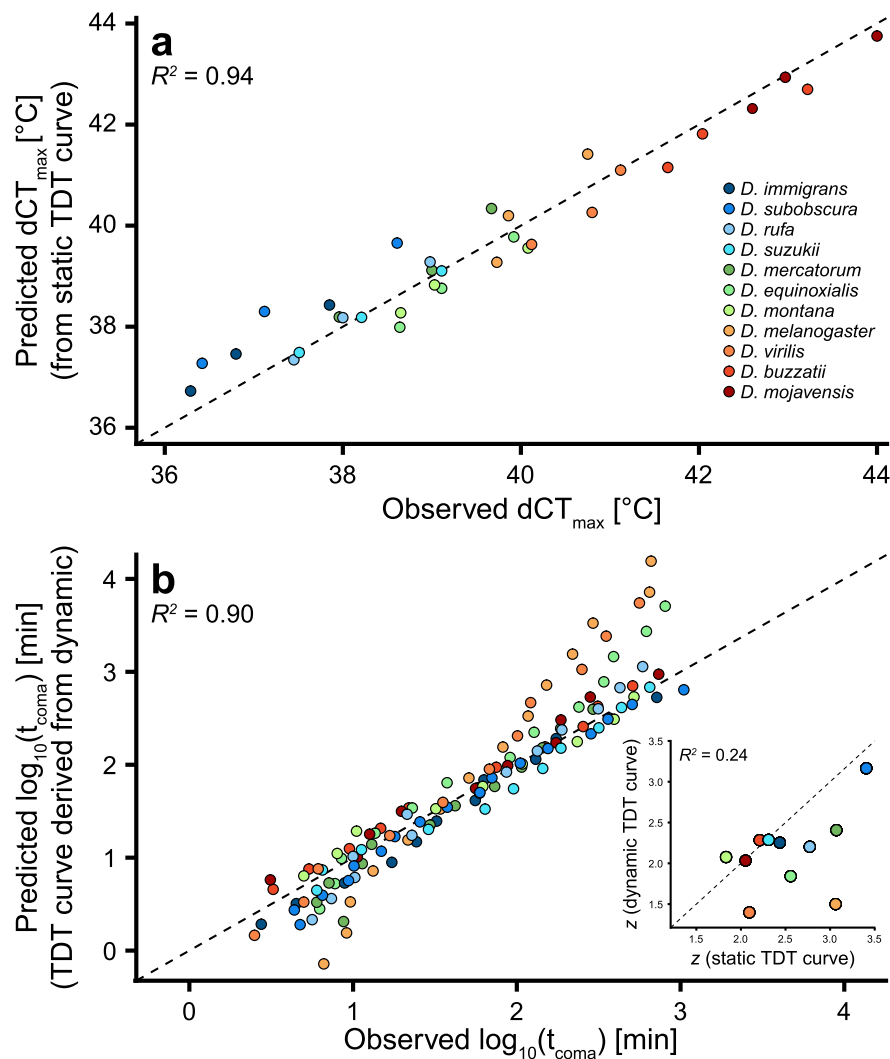 a
R² = 0.94
Predicted dCTmax [°C]
(from static TDT curve)
44
42
40
38
36
D. immigrans
D. subobscura
D. rufa
D. suzukii
D. mercatorum
D. equinoxialis
D. montana
D. melanogaster
D. virilis
D. buzzatii
D. mojavensis
36 38 40 42 44
Observed dCTmax [°C]
b
R² = 0.90
Predicted log10(tcoma) [min]
(TDT curve derived from dynamic)
4
3
2
1
0
R² = 0.24
z (dynamic TDT curve)
3.5
3.0
2.5
2.0
1.5
1.5 2.0 2.5 3.0 3.5
z (static TDT curve)
0 1 2 3 4
Observed log10(tcoma) [min]